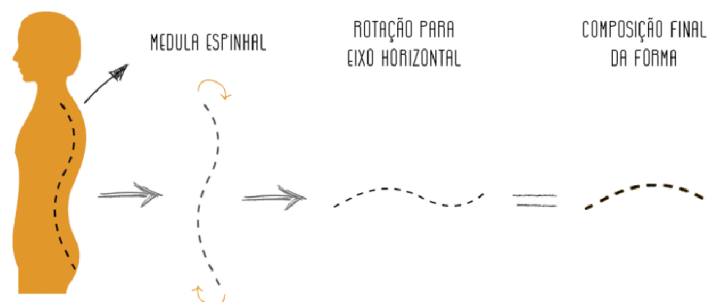 MEDULA ESPINHAL
ROTAÇÃO PARA
EIXO HORIZONTAL
COMPOSIÇÃO FINAL
DA FORMA